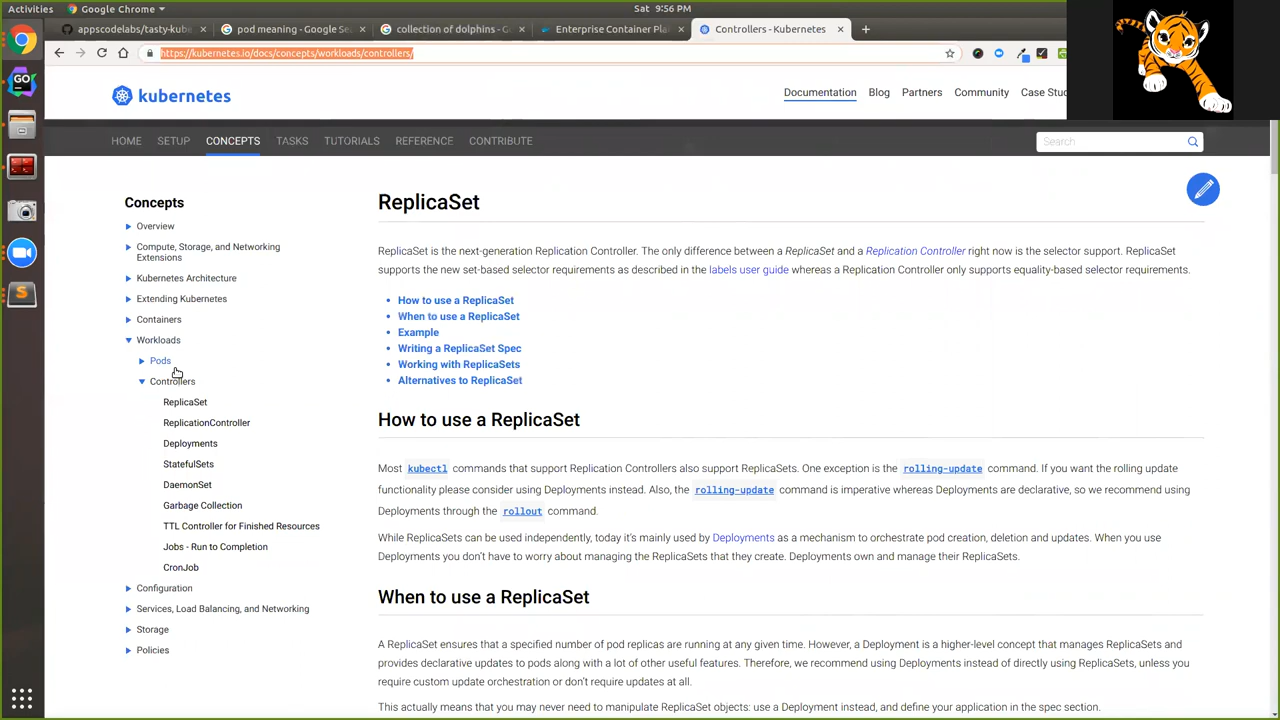 Activities
Google Chrome
Sat 9:56 PM
appscodelabs/tasty-kube
pod meaning - Google Se
collection of dolphins - G
Enterprise Container Pla
Controllers - Kubernetes
https://kubernetes.io/docs/concepts/workloads/controllers/
kubernetes
Documentation
Blog
Partners
Community
Case Stu
HOME
SETUP
CONCEPTS
TASKS
TUTORIALS
REFERENCE
CONTRIBUTE
Search
Concepts
Overview
Compute, Storage, and Networking
Extensions
Kubernetes Architecture
Extending Kubernetes
Containers
Workloads
Pods
Controllers
ReplicaSet
ReplicationController
Deployments
StatefulSets
DaemonSet
Garbage Collection
TTL Controller for Finished Resources
Jobs - Run to Completion
CronJob
Configuration
Services, Load Balancing, and Networking
Storage
Policies
ReplicaSet
ReplicaSet is the next-generation Replication Controller. The only difference between a ReplicaSet and a Replication Controller right now is the selector support. ReplicaSet
supports the new set-based selector requirements as described in the labels user guide whereas a Replication Controller only supports equality-based selector requirements.
How to use a ReplicaSet
When to use a ReplicaSet
Example
Writing a ReplicaSet Spec
Working with ReplicaSets
Alternatives to ReplicaSet
How to use a ReplicaSet
Most kubectl commands that support Replication Controllers also support ReplicaSets. One exception is the rolling-update command. If you want the rolling update
functionality please consider using Deployments instead. Also, the rolling-update command is imperative whereas Deployments are declarative, so we recommend using
Deployments through the rollout command.
While ReplicaSets can be used independently, today it's mainly used by Deployments as a mechanism to orchestrate pod creation, deletion and updates. When you use
Deployments you don't have to worry about managing the ReplicaSets that they create. Deployments own and manage their ReplicaSets.
When to use a ReplicaSet
A ReplicaSet ensures that a specified number of pod replicas are running at any given time. However, a Deployment is a higher-level concept that manages ReplicaSets and
provides declarative updates to pods along with a lot of other useful features. Therefore, we recommend using Deployments instead of directly using ReplicaSets, unless you
require custom update orchestration or don't require updates at all.
This actually means that you may never need to manipulate ReplicaSet objects: use a Deployment instead, and define your application in the spec section.
GO
S